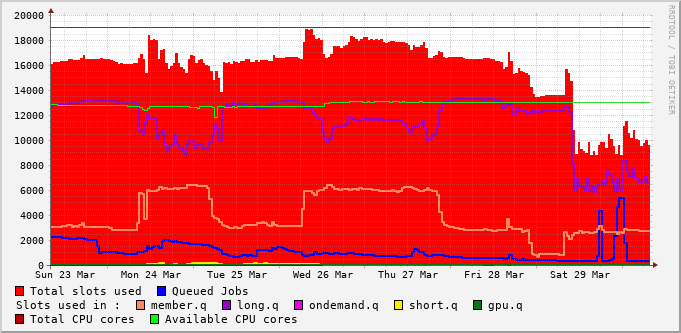 20000
18000
16000
14000
12000
10000
8000
6000
4000
2000
0
Sun 23 Mar Mon 24 Mar Tue 25 Mar Wed 26 Mar Thu 27 Mar Fri 28 Mar Sat 29 Mar
Total slots used Queued Jobs
Slots used in : member.q long.q ondemand.q short.q gpu.q
Total CPU cores Available CPU cores
RRDTOOL / TOBI OETIKER